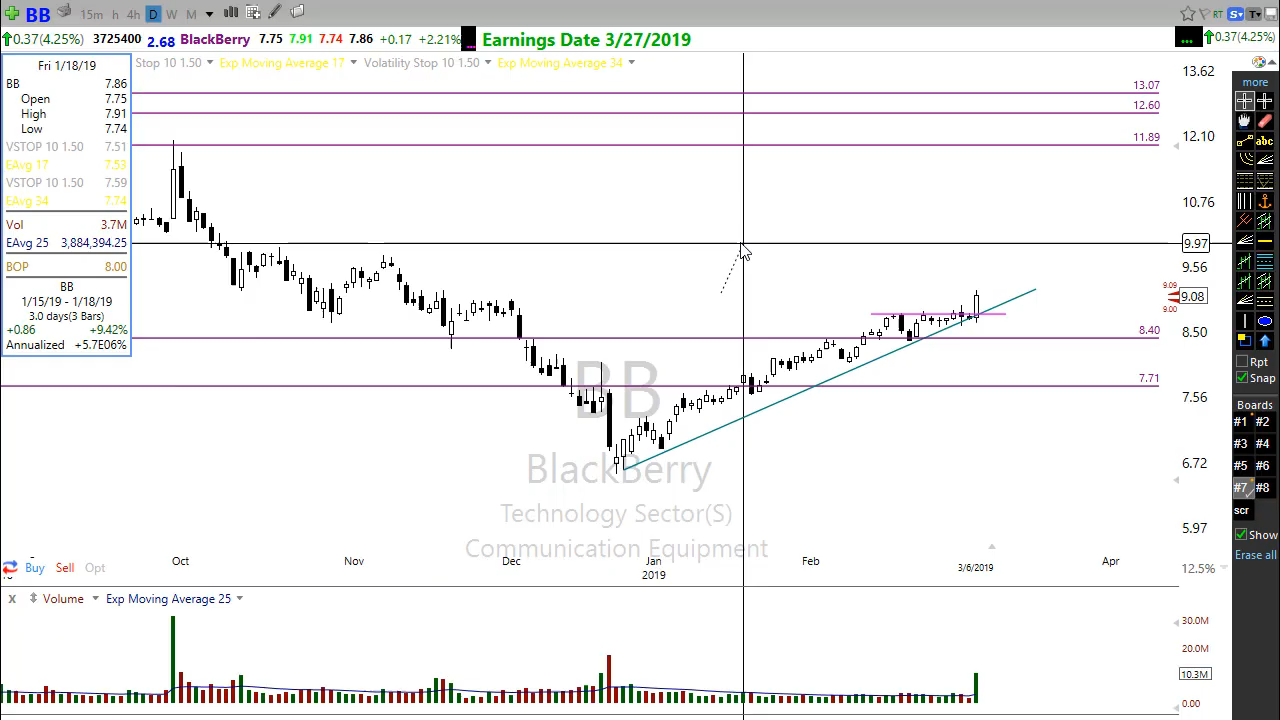 BB 15m h 4h D W M RT S T
0.37(4.25%) 3725400 2.68 BlackBerry 7.75 7.91 7.74 7.86 +0.17 +2.21% ... Earnings Date 3/27/2019 ... 0.37(4.25%)
Stop 10 1.50 Exp Moving Average 17 Volatility Stop 10 1.50 Exp Moving Average 34
Fri 1/18/19
BB 7.86
Open 7.75
High 7.91
Low 7.74
VSTOP 10 1.50 7.51
EAvg 17 7.53
VSTOP 10 1.50 7.59
EAvg 34 7.74
Vol 3.7M
EAvg 25 3,884,394.25
BOP 8.00
BB
1/15/19 - 1/18/19
3.0 days(3 Bars)
+0.86 +9.42%
Annualized +5.7E06%
13.07
12.60
11.89
8.40
7.71
13.62
12.10
10.76
9.97
9.56
9.09
9.08
9.00
8.50
7.56
6.72
5.97
BB
BlackBerry
Technology Sector(S)
Communication Equipment
Oct Nov Dec Jan Feb 3/6/2019 Apr
2019
Buy Sell Opt
12.5%
X Volume Exp Moving Average 25
30.0M
20.0M
10.3M
0.00
more
abc
Rpt
Snap
Boards
#1 #2
#3 #4
#5 #6
#7 #8
scr
Show
Erase all